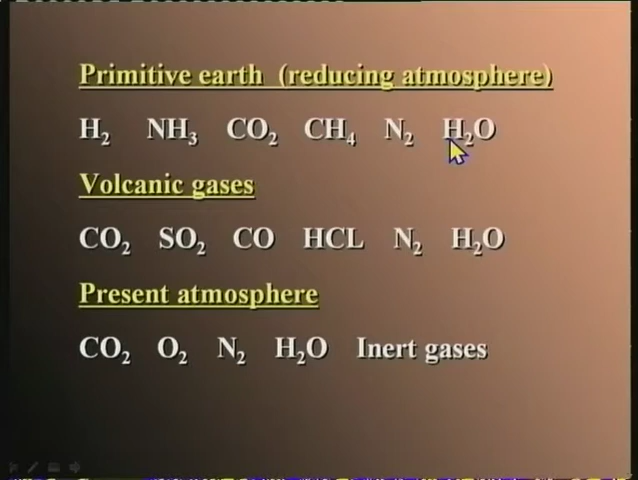 Primitive earth (reducing atmosphere)
H₂ NH₃ CO₂ CH₄ N₂ H₂O
Volcanic gases
CO₂ SO₂ CO HCL N₂ H₂O
Present atmosphere
CO₂ O₂ N₂ H₂O Inert gases